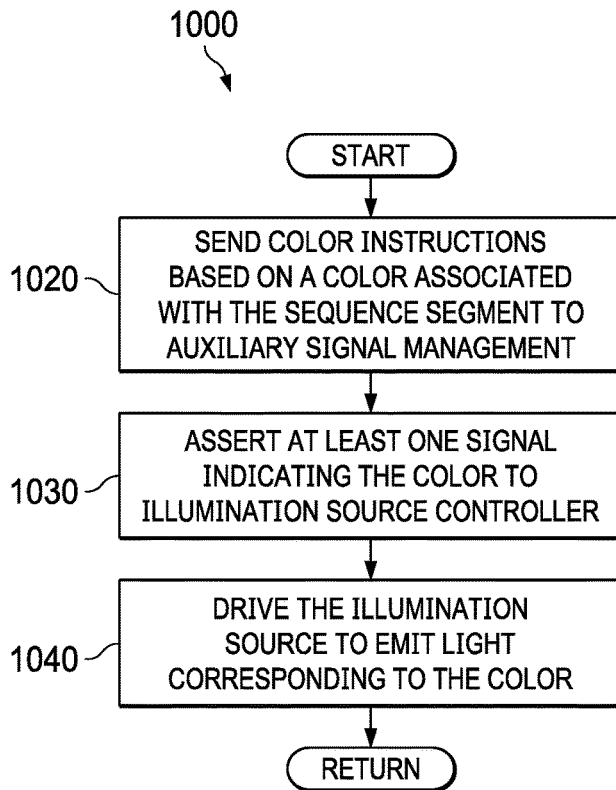 1000
START
1020
SEND COLOR INSTRUCTIONS
BASED ON A COLOR ASSOCIATED
WITH THE SEQUENCE SEGMENT TO
AUXILIARY SIGNAL MANAGEMENT
1030
ASSERT AT LEAST ONE SIGNAL
INDICATING THE COLOR TO
ILLUMINATION SOURCE CONTROLLER
1040
DRIVE THE ILLUMINATION
SOURCE TO EMIT LIGHT
CORRESPONDING TO THE COLOR
RETURN